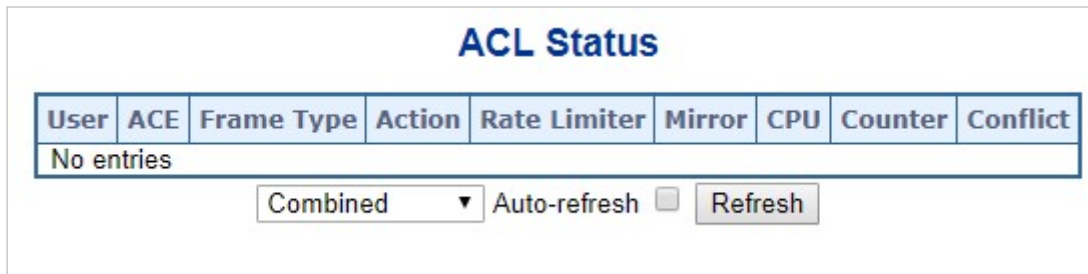 ACL Status
User ACE Frame Type Action Rate Limiter Mirror CPU Counter Conflict
No entries
Combined Auto-refresh Refresh